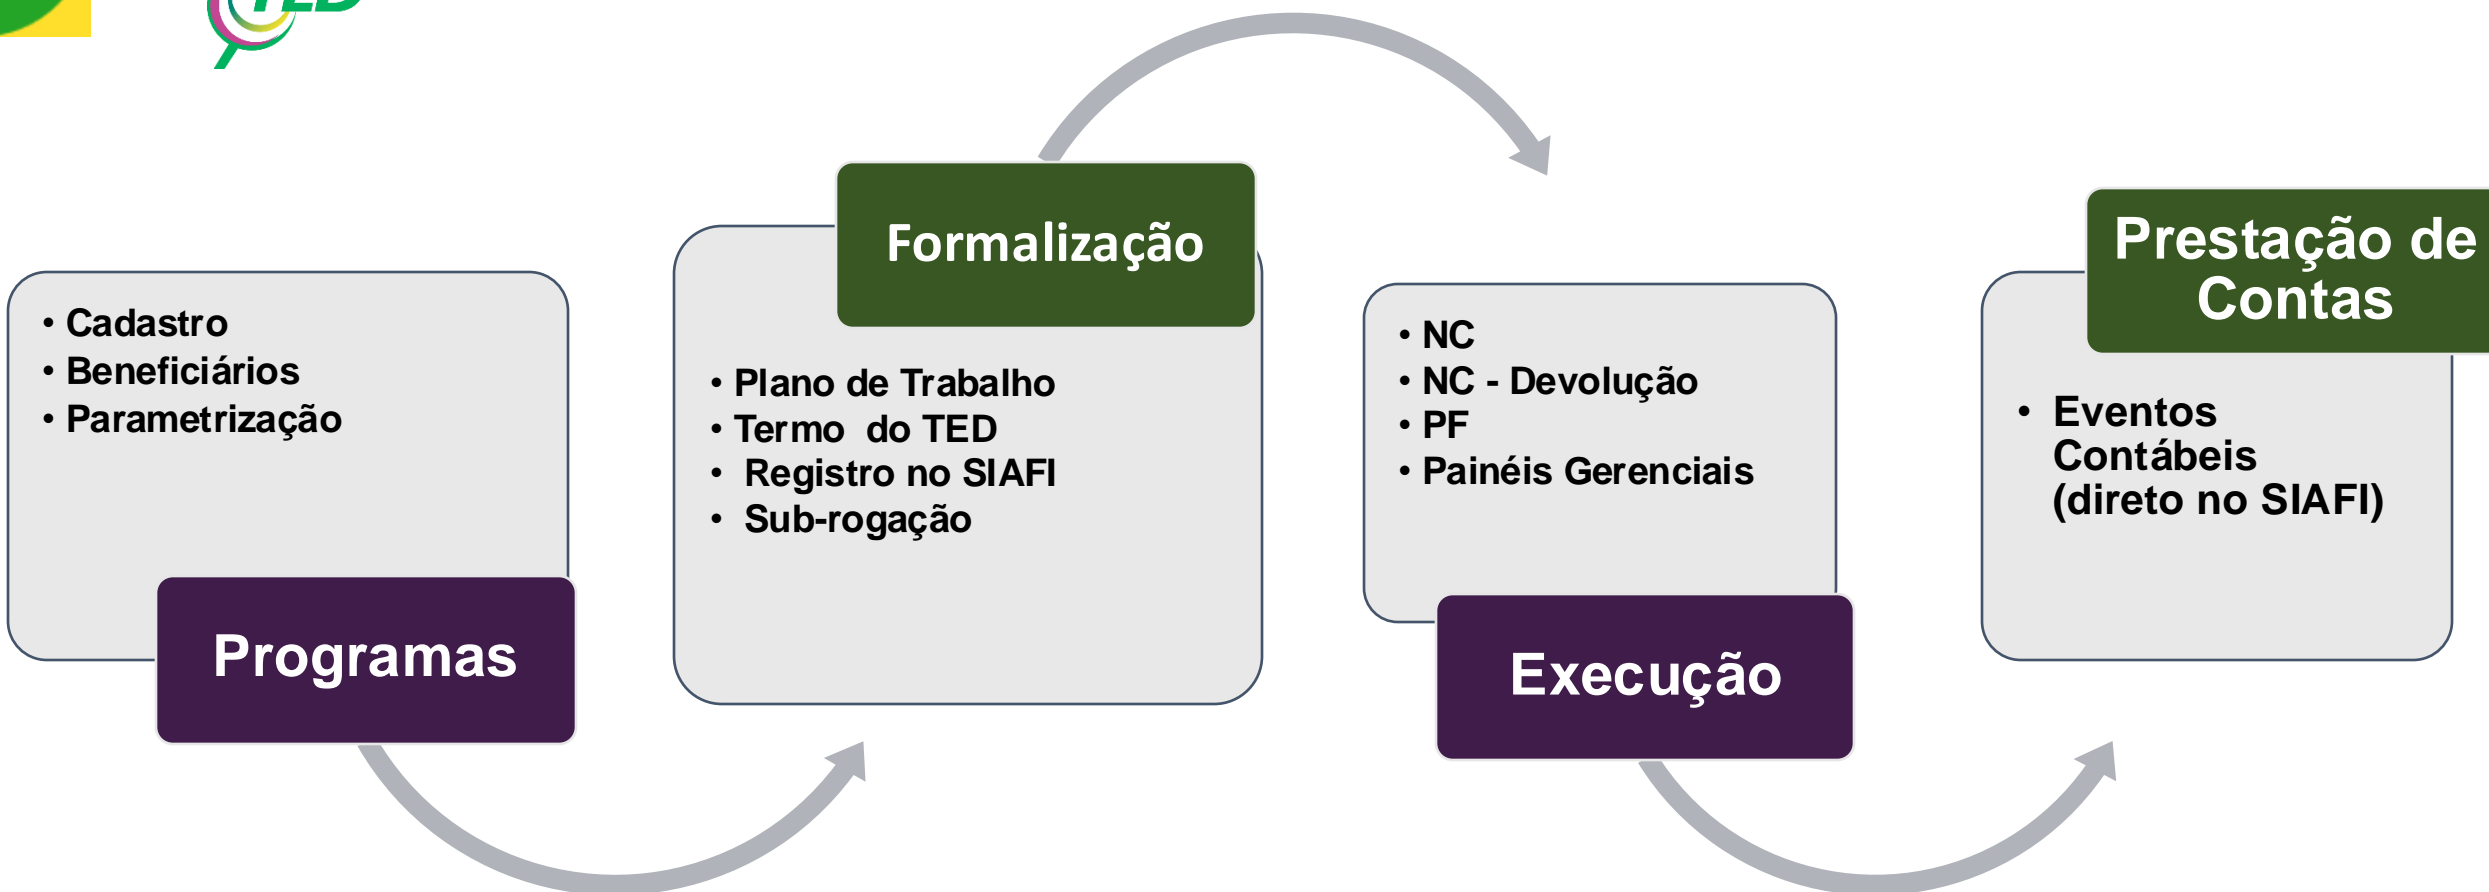 TED
• Cadastro
• Beneficiários
• Parametrização
Programas
Formalização
• Plano de Trabalho
• Termo do TED
• Registro no SIAFI
• Sub-rogação
• NC
• NC - Devolução
• PF
• Painéis Gerenciais
Execução
Prestação de
Contas
• Eventos
Contábeis
(direto no SIAFI)